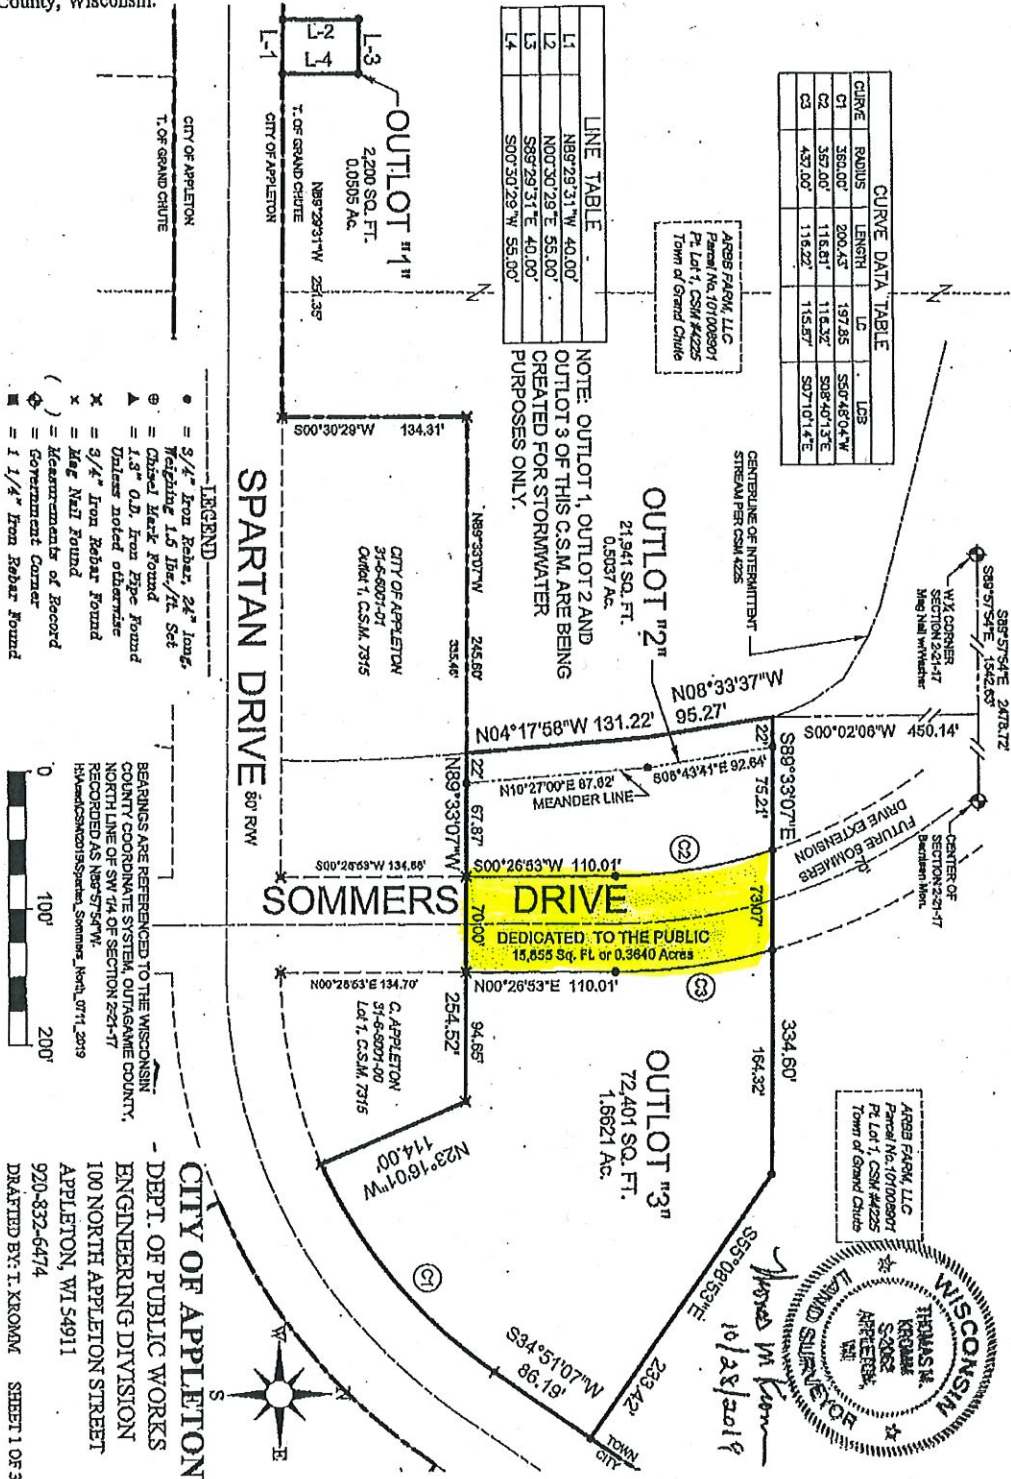 County, Wisconsin.
CURVE DATA TABLE
CURVE RADIUS LENGTH LC LCB
C1 360.00' 200.43' 197.85 S50°48'04"W
C2 357.00' 116.81' 116.32' S08°40'13"E
C3 437.00' 116.22' 115.87' S07°10'14"E
LINE TABLE
L1 N89°29'31"W 40.00'
L2 N00°30'29"E 55.00'
L3 S89°29'31"E 40.00'
L4 S00°30'29"W 55.00'
ARBB FARM, LLC
Parcel No.101008901
Pt. Lot 1, CSM #4225
Town of Grand Chute
NOTE: OUTLOT 1, OUTLOT 2 AND
OUTLOT 3 OF THIS C.S.M. ARE BEING
CREATED FOR STORMWATER
PURPOSES ONLY.
S89°57'54"E 2478.72'
S89°57'54"E 1542.63'
W1/4 CORNER
SECTION 2-21-17
Mag Nail w/Washer
CENTER OF
SECTION 2-21-17
Berntsen Mon.
S00°02'06"W 450.14'
CENTERLINE OF INTERMITTENT
STREAM PER CSM 4225
OUTLOT "1"
2,200 SQ. FT.
0.0505 Ac.
L-1
L-2
L-3
L-4
T. OF GRAND CHUTE
CITY OF APPLETON
N89°29'31"W 251.35'
CITY OF APPLETON
T. OF GRAND CHUTE
OUTLOT "2"
21,941 SQ. FT.
0.5037 Ac.
N08°33'37"W
95.27'
N04°17'58"W 131.22'
N10°27'00"E 87.62'
MEANDER LINE
S08°43'41"E 92.64'
S89°33'07"E
22'
75.21'
73.07'
334.60'
164.32'
FUTURE SOMMERS
DRIVE EXTENSION
70'
S00°30'29"W 134.31'
N89°33'07"W 245.60'
335.46'
CITY OF APPLETON
31-6-6001-01
Outlot 1, C.S.M. 7315
N89°33'07"W
22'
67.87'
70.00'
254.52'
94.65'
S00°26'53"W 134.66'
S00°26'53"W 110.01'
C2
SOMMERS DRIVE
DEDICATED TO THE PUBLIC
15,855 Sq. Ft. or 0.3640 Acres
N00°26'53"E 134.70'
N00°26'53"E 110.01'
C3
C. APPLETON
31-6-6001-00
Lot 1, C.S.M. 7315
N23°16'01"W
114.00'
OUTLOT "3"
72,401 SQ. FT.
1.6621 Ac.
C1
S34°51'07"W
86.19'
S55°08'53"E
233.42'
TOWN
CITY
ARBB FARM, LLC
Parcel No.101008901
Pt. Lot 1, CSM #4225
Town of Grand Chute
WISCONSIN
THOMAS M.
KROMM
S-2062
APPLETON,
WI
LAND SURVEYOR
10/28/2019
SPARTAN DRIVE 80' R/W
LEGEND
● = 3/4" Iron Rebar, 24" long,
Weighing 1.5 lbs./ft. Set
⊕ = Chisel Mark Found
▲ = 1.3" O.D. Iron Pipe Found
Unless noted otherwise
= 3/4" Iron Rebar Found
× = Mag Nail Found
( ) = Measurements of Record
= Government Corner
■ = 1 1/4" Iron Rebar Found
BEARINGS ARE REFERENCED TO THE WISCONSIN
COUNTY COORDINATE SYSTEM, OUTAGAMIE COUNTY,
NORTH LINE OF SW 1/4 OF SECTION 2-21-17
RECORDED AS N89°57'54"W.
0 100' 200'
CITY OF APPLETON
DEPT. OF PUBLIC WORKS
ENGINEERING DIVISION
100 NORTH APPLETON STREET
APPLETON, WI 54911
920-832-6474
DRAFTED BY: T. KROMM SHEET 1 OF 3
N
W
E
S